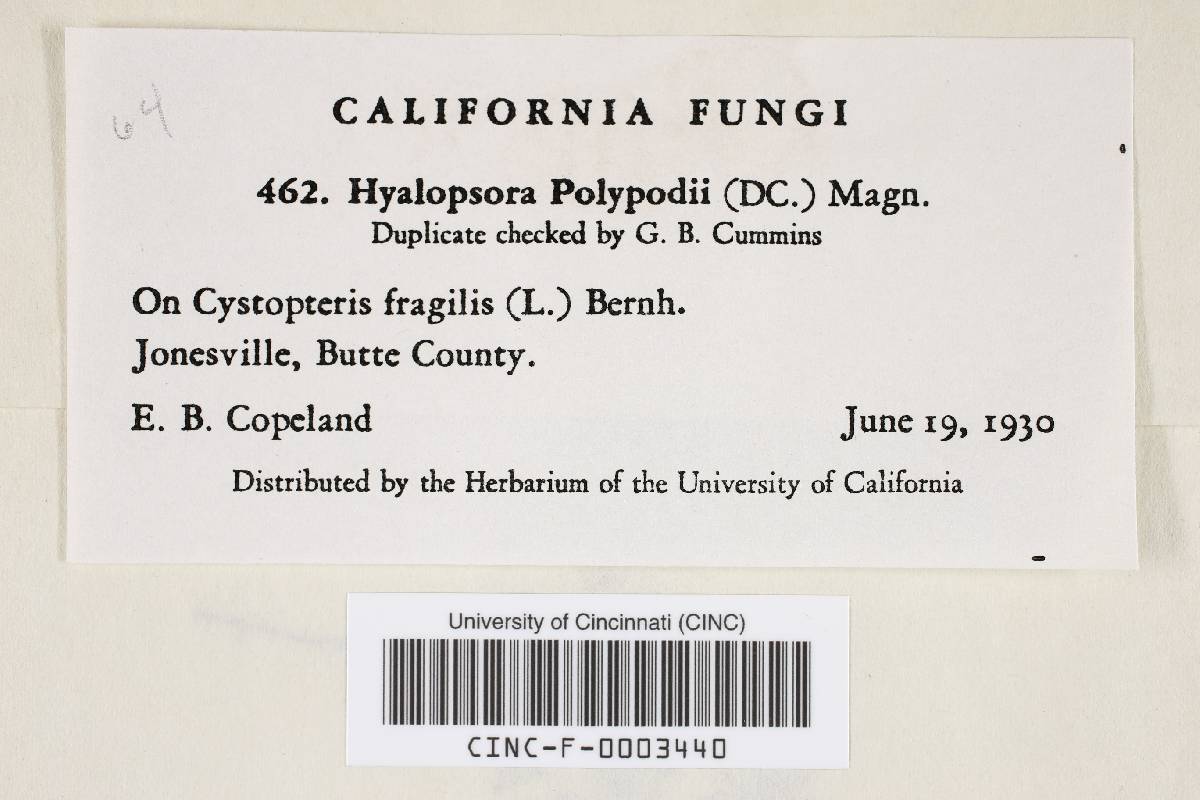 64
CALIFORNIA FUNGI
462. Hyalopsora Polypodii (DC.) Magn.
Duplicate checked by G. B. Cummins
On Cystopteris fragilis (L.) Bernh.
Jonesville, Butte County.
E. B. Copeland June 19, 1930
Distributed by the Herbarium of the University of California
University of Cincinnati (CINC)
CINC-F-0003440